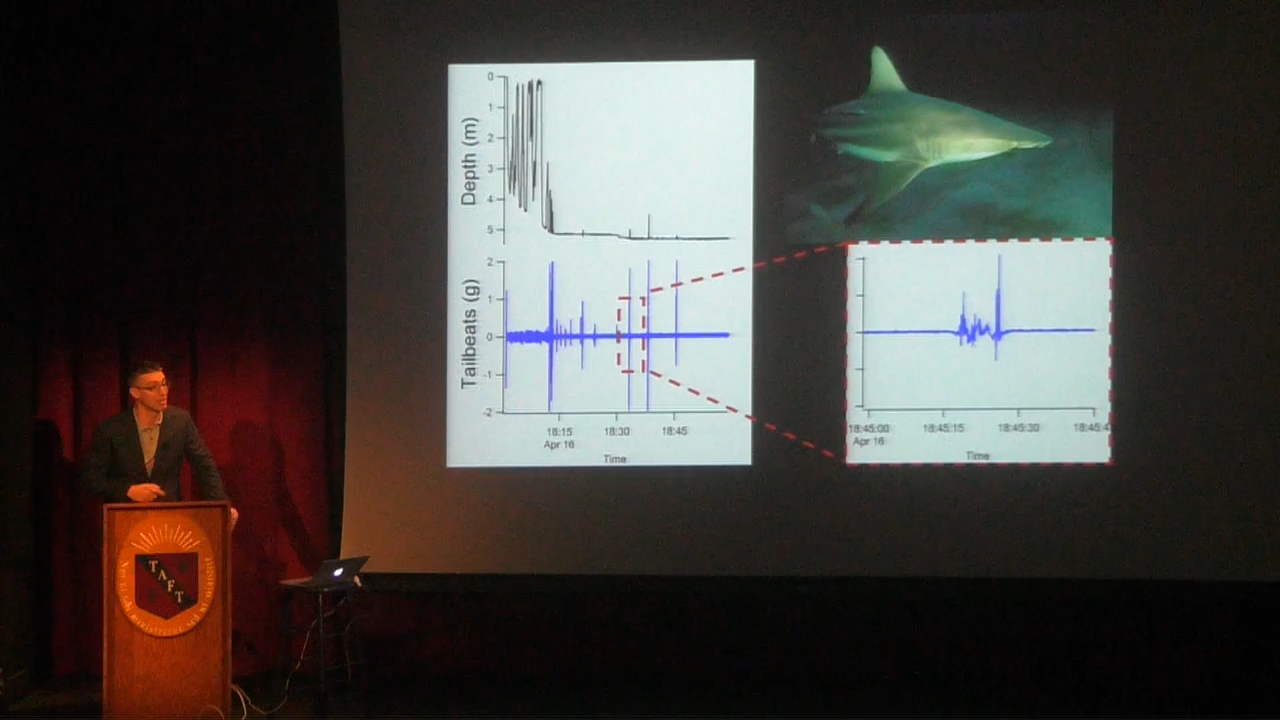 Depth (m)
0
1
2
3
4
5
Tailbeats (g)
2
1
0
-1
-2
18:15
18:30
18:45
Apr 16
Time
18:45:00
18:45:15
18:45:30
18:45:4
Apr 16
Time
TAFT